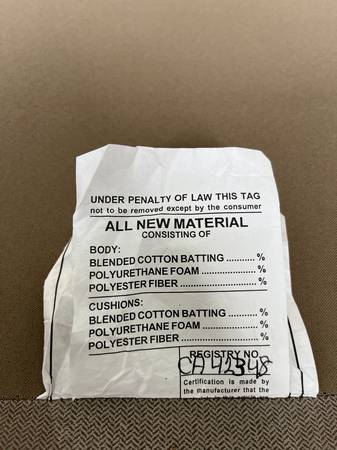 UNDER PENALTY OF LAW THIS TAG
not to be removed except by the consumer
ALL NEW MATERIAL
CONSISTING OF
BODY:
BLENDED COTTON BATTING ........... %
POLYURETHANE FOAM ..................... %
POLYESTER FIBER ............................ %
CUSHIONS:
BLENDED COTTON BATTING ........... %
POLYURETHANE FOAM ..................... %
POLYESTER FIBER ............................ %
REGISTRY NO.
CA 42348
Certification is made by
the manufacturer that the